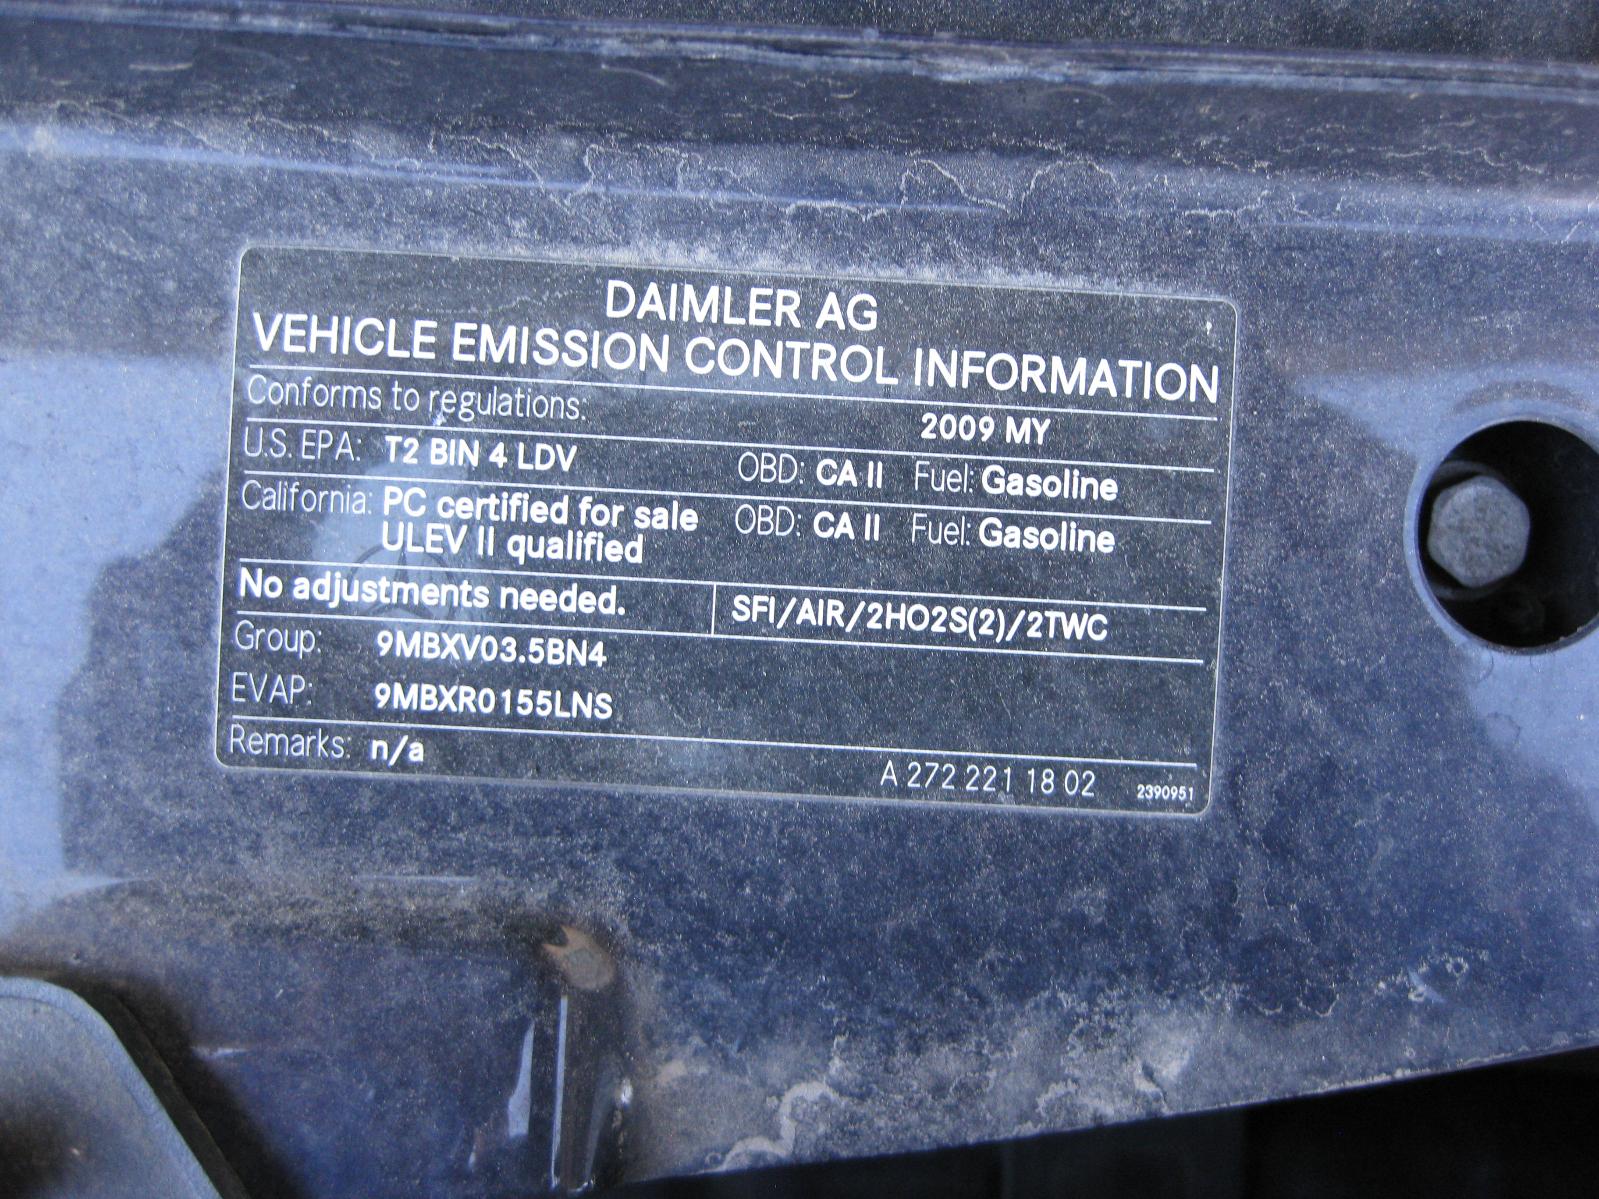 DAIMLER AG
VEHICLE EMISSION CONTROL INFORMATION
Conforms to regulations: 2009 MY
U.S. EPA: T2 BIN 4 LDV OBD: CA II Fuel: Gasoline
California: PC certified for sale OBD: CA II Fuel: Gasoline
ULEV II qualified
No adjustments needed. SFI/AIR/2HO2S(2)/2TWC
Group: 9MBXV03.5BN4
EVAP: 9MBXR0155LNS
Remarks: n/a
A 272 221 18 02 2390951